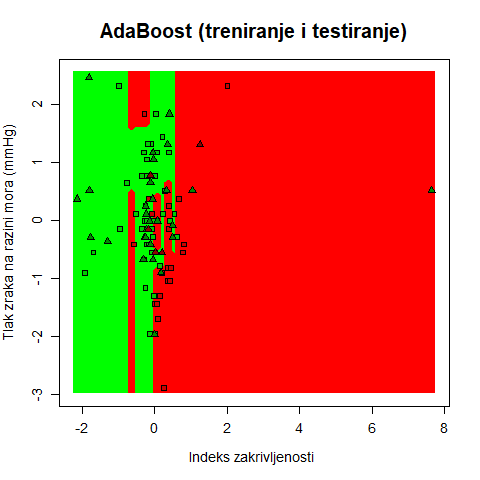 AdaBoost (treniranje i testiranje)
Tlak zraka na razini mora (mmHg)
2
1
0
-1
-2
-3
-2 0 2 4 6 8
Indeks zakrivljenosti